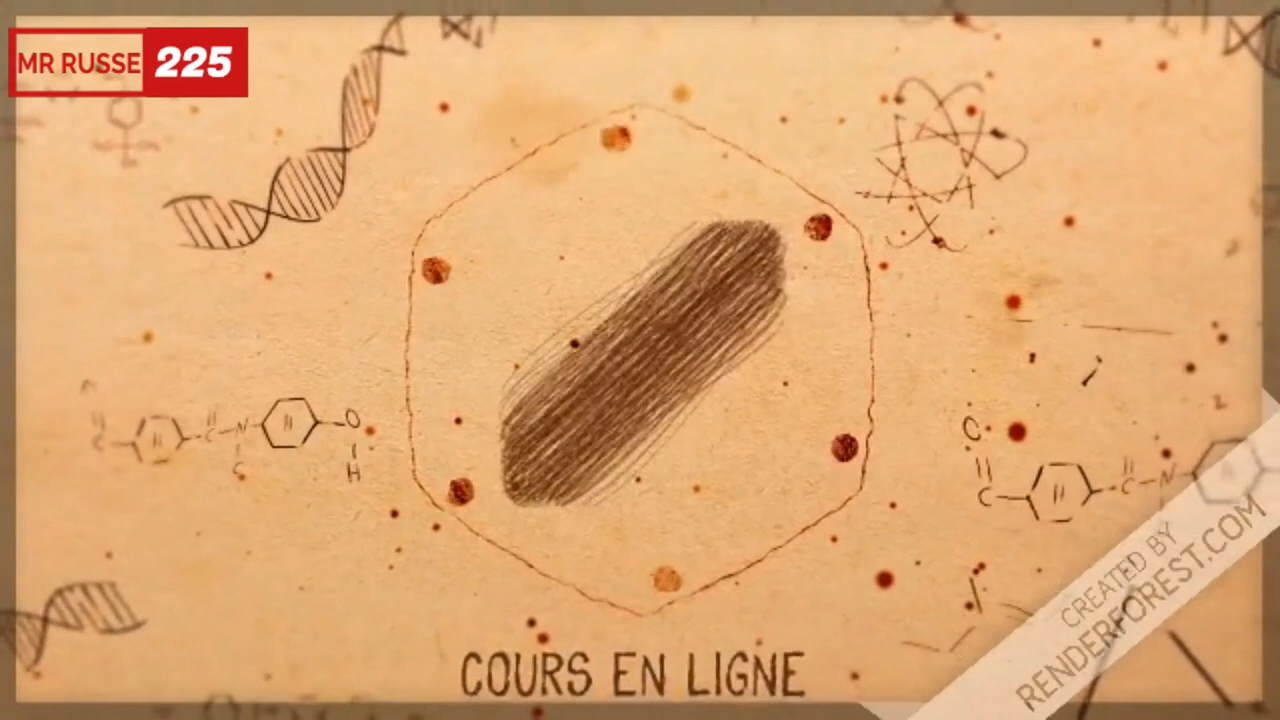 MR RUSSE 225
O
C
N
O
H
C
O
C
C
N
COURS EN LIGNE
CREATED BY
RENDERFOREST.COM